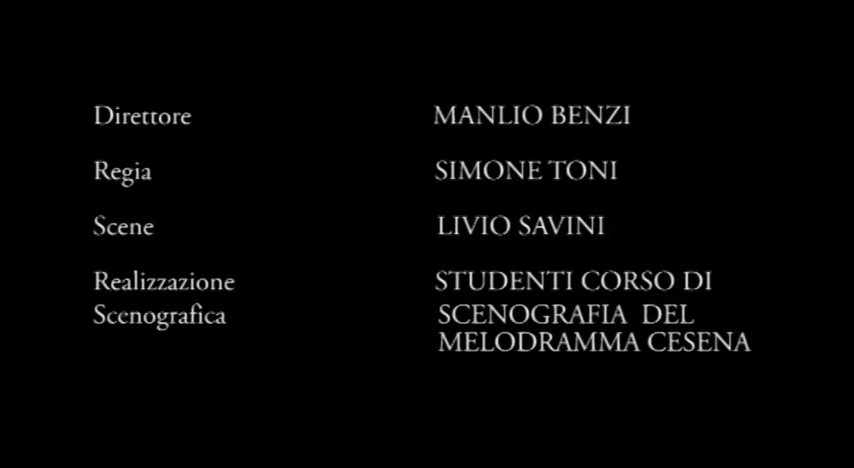 Direttore MANLIO BENZI
Regia SIMONE TONI
Scene LIVIO SAVINI
Realizzazione STUDENTI CORSO DI
Scenografica SCENOGRAFIA DEL
MELODRAMMA CESENA